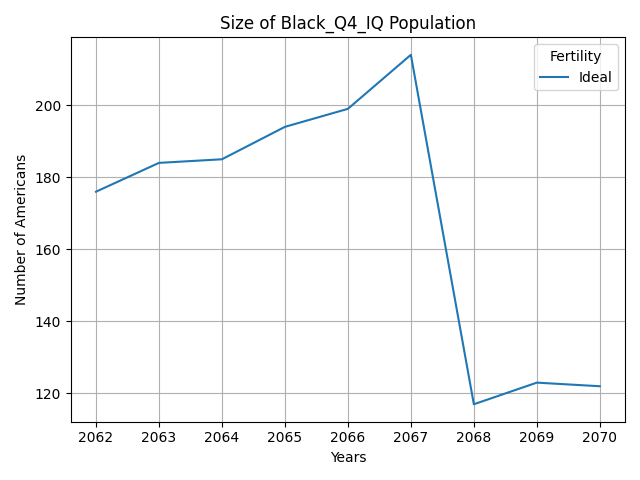 Size of Black_Q4_IQ Population
Fertility
Ideal
Number of Americans
200
180
160
140
120
2062 2063 2064 2065 2066 2067 2068 2069 2070
Years